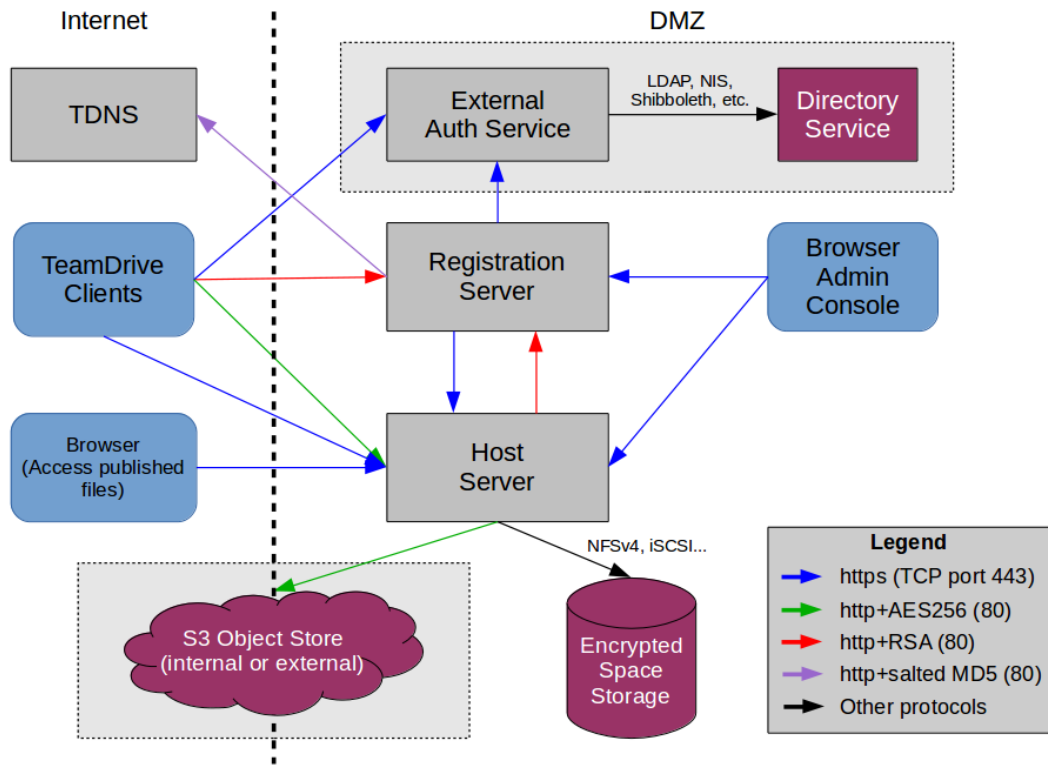 Internet
DMZ
TDNS
External
Auth Service
LDAP, NIS,
Shibboleth, etc.
Directory
Service
TeamDrive
Clients
Registration
Server
Browser
Admin
Console
Browser
(Access published
files)
Host
Server
NFSv4, iSCSI...
S3 Object Store
(internal or external)
Encrypted
Space
Storage
Legend
https (TCP port 443)
http+AES256 (80)
http+RSA (80)
http+salted MD5 (80)
Other protocols